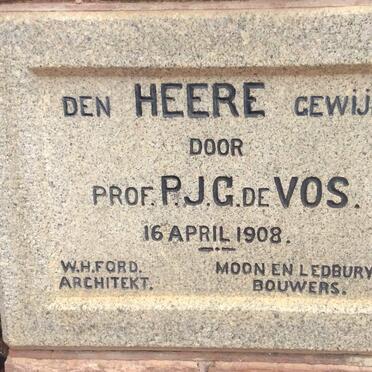 DEN HEERE GEWIJ
DOOR
PROF. P.J.G. DE VOS.
16 APRIL 1908.
W.H. FORD. MOON EN LEDBURY
ARCHITEKT. BOUWERS.